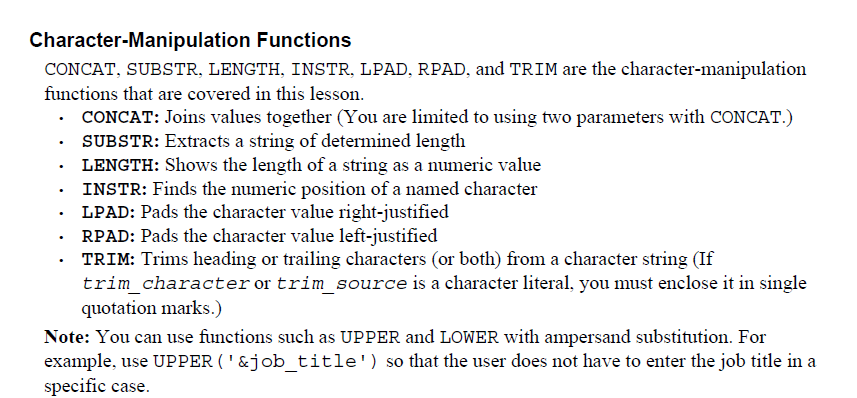 Character-Manipulation Functions
CONCAT, SUBSTR, LENGTH, INSTR, LPAD, RPAD, and TRIM are the character-manipulation
functions that are covered in this lesson.
• CONCAT: Joins values together (You are limited to using two parameters with CONCAT.)
• SUBSTR: Extracts a string of determined length
• LENGTH: Shows the length of a string as a numeric value
• INSTR: Finds the numeric position of a named character
• LPAD: Pads the character value right-justified
• RPAD: Pads the character value left-justified
• TRIM: Trims heading or trailing characters (or both) from a character string (If
trim_character or trim_source is a character literal, you must enclose it in single
quotation marks.)
Note: You can use functions such as UPPER and LOWER with ampersand substitution. For
example, use UPPER('&job_title') so that the user does not have to enter the job title in a
specific case.